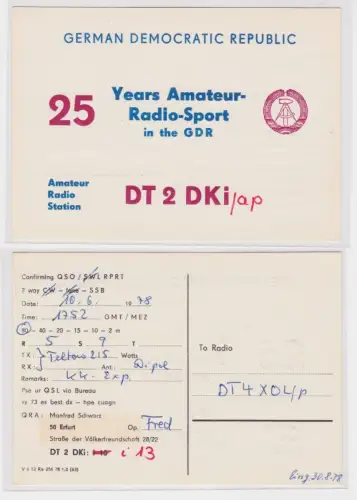 GERMAN DEMOCRATIC REPUBLIC
25
Years Amateur-
Radio-Sport
in the GDR
Amateur
Radio
Station
DT 2 DKi/ap
Confirming QSO / SWL RPRT
2 way CW - fone - SSB
Date: 10. 6. 19 78
Time: 1752 GMT / MEZ
80 - 40 - 20 - 15 - 10 - 2 m
R 5 S 9 T
TX: Teltow 215 Watts
RX: Ant: Dipol
Remarks: KK- 2xp.
Pse ur QSL via Bureau
vy 73 es best dx - hpe cuagn
QRA: Manfred Schwarz Op. Fred
50 Erfurt
Straße der Völkerfreundschaft 28/22
DT 2 DKi: i 13
To Radio
DT4XOL/p
Eing. 30.8.78